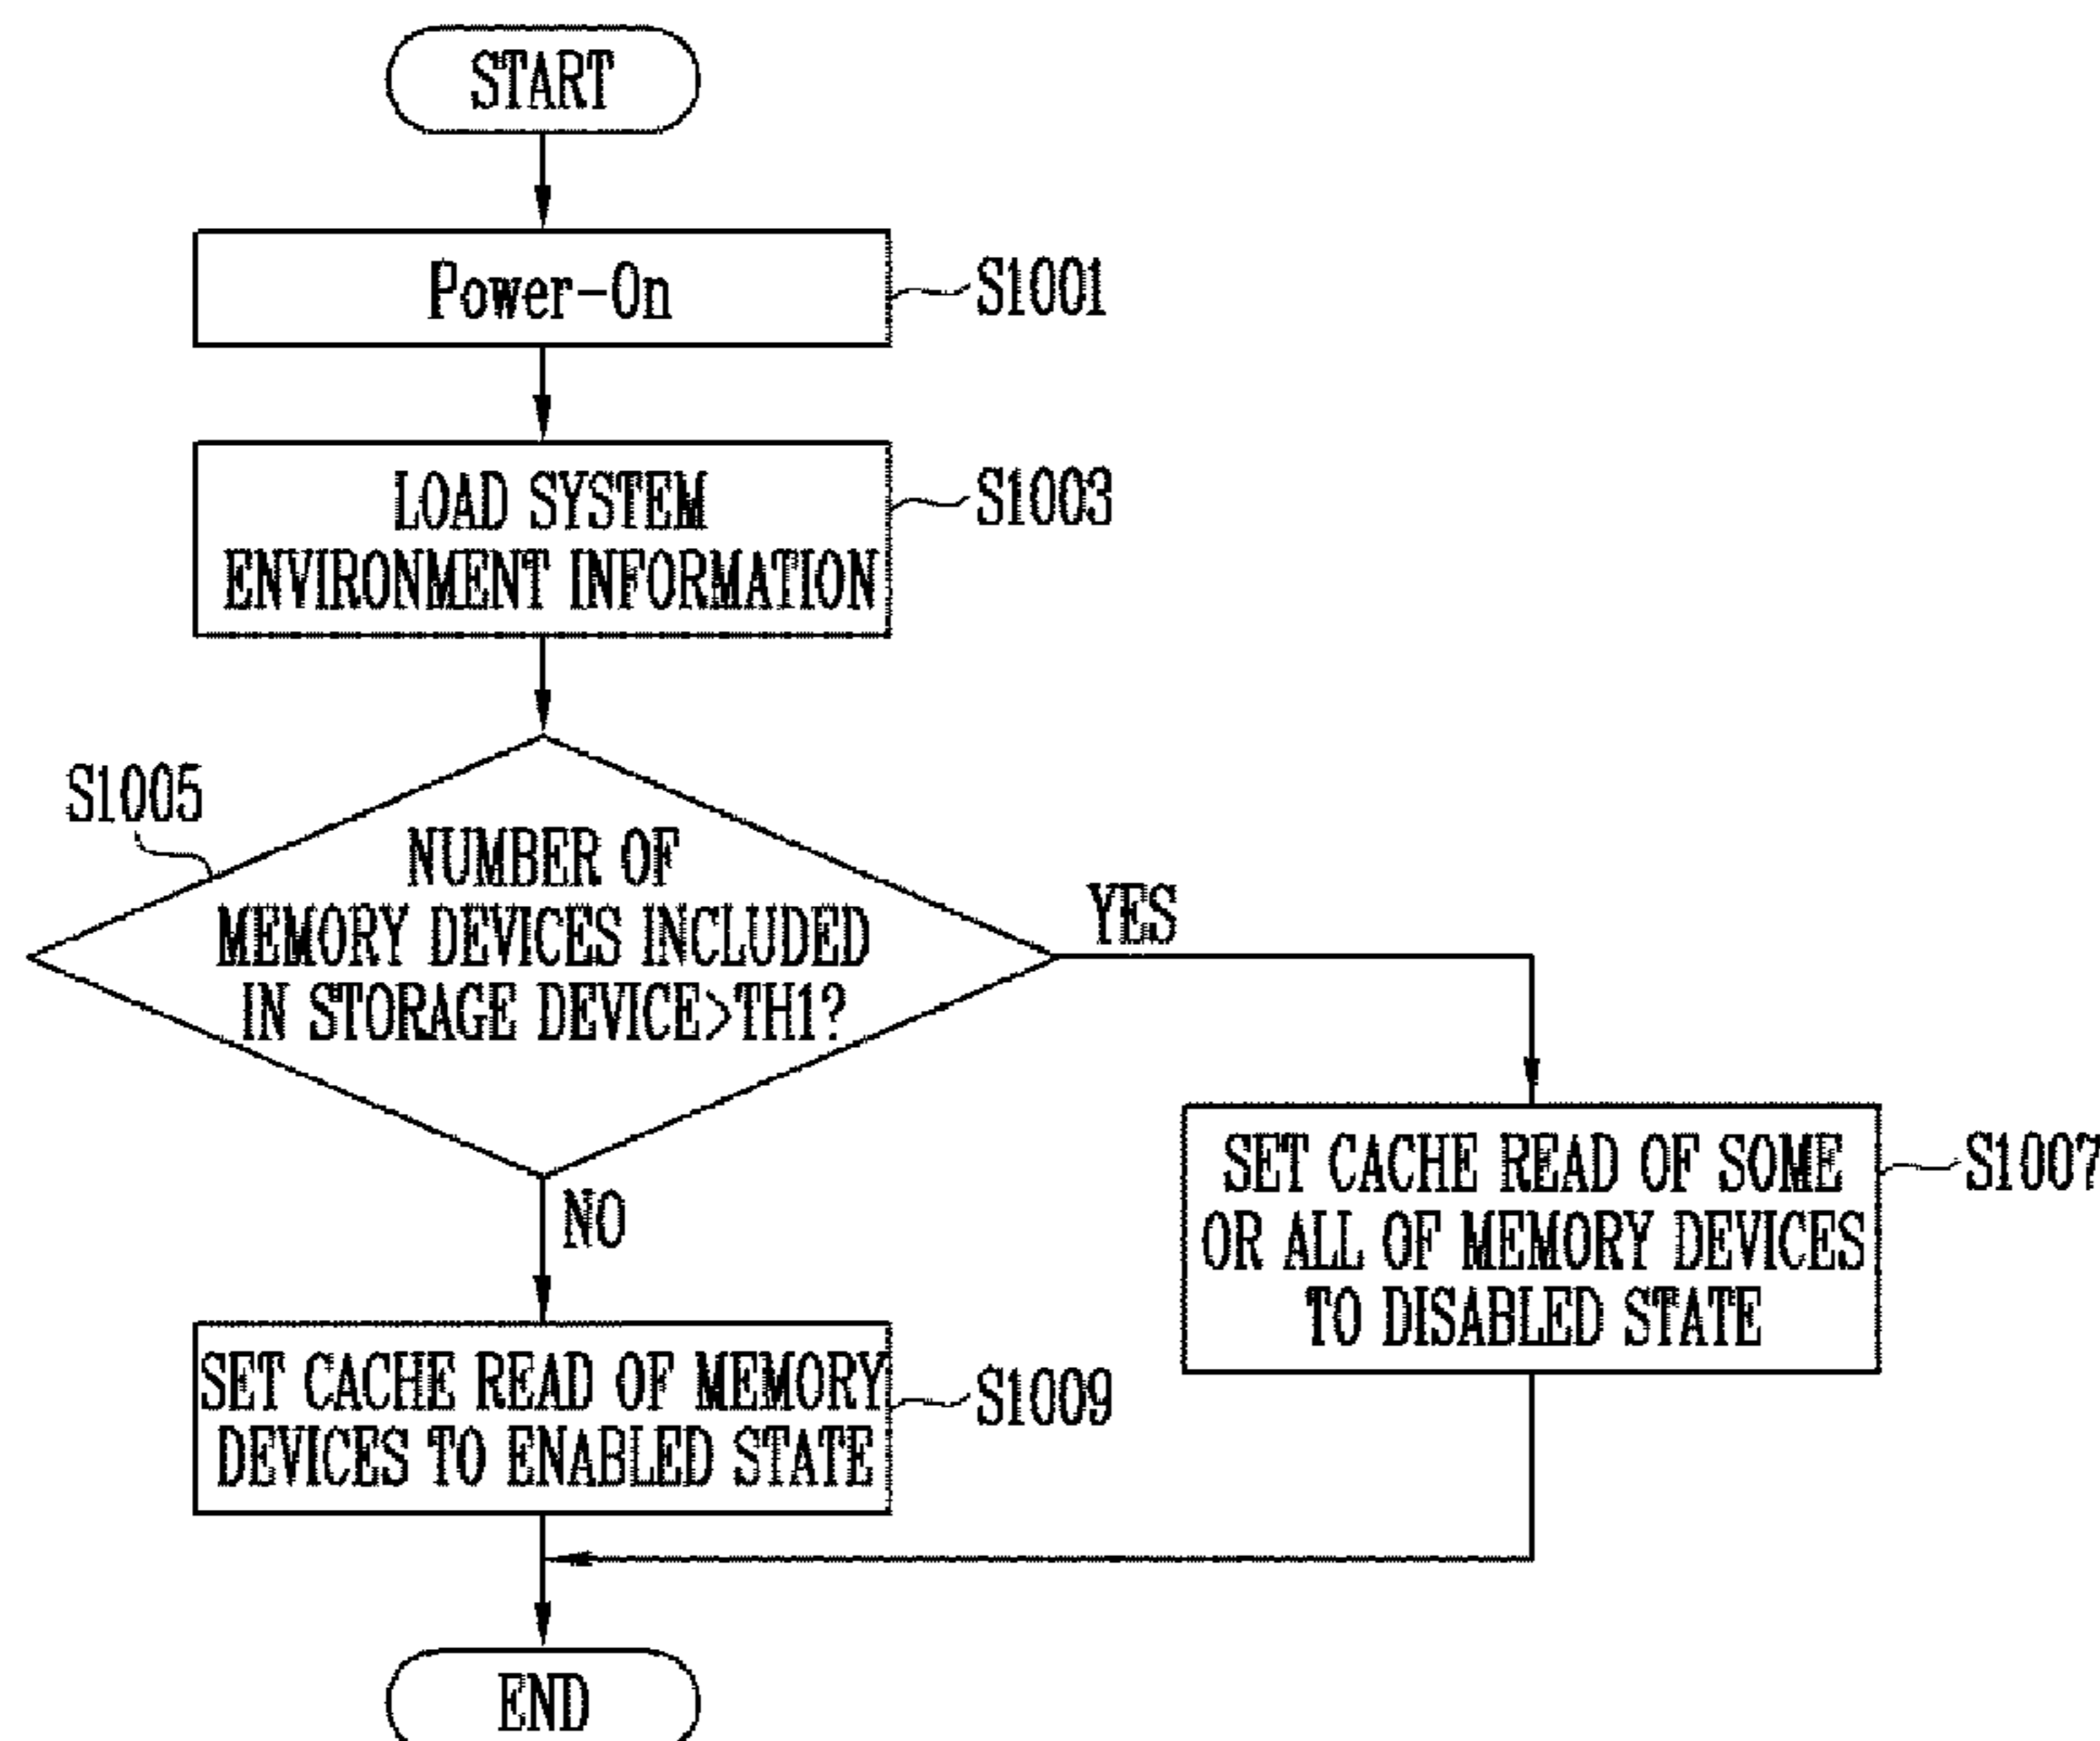 START
Power-On
S1001
LOAD SYSTEM
ENVIRONMENT INFORMATION
S1003
S1005
NUMBER OF
MEMORY DEVICES INCLUDED
IN STORAGE DEVICE>TH1?
YES
NO
SET CACHE READ OF SOME
OR ALL OF MEMORY DEVICES
TO DISABLED STATE
S1007
SET CACHE READ OF MEMORY
DEVICES TO ENABLED STATE
S1009
END